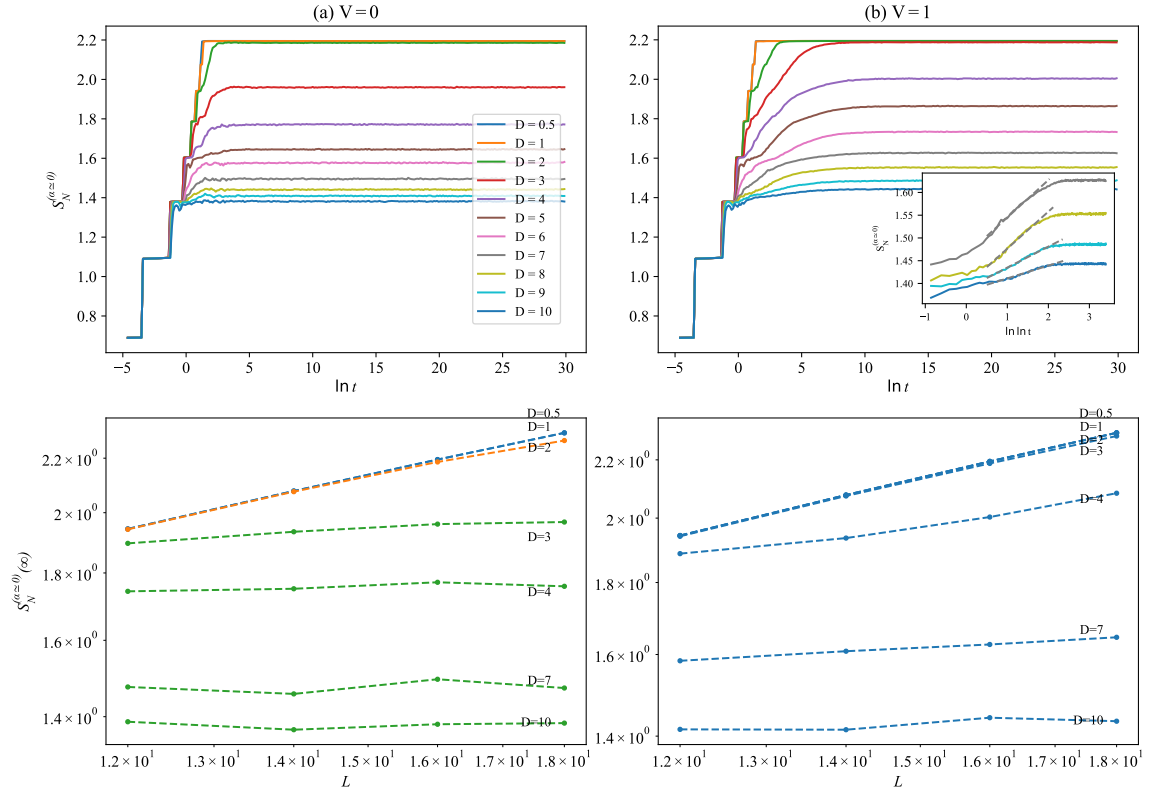 (a) V = 0
(b) V = 1
S_N^(α≃0)
2.2
2.0
1.8
1.6
1.4
1.2
1.0
0.8
−5 0 5 10 15 20 25 30
ln t
D = 0.5
D = 1
D = 2
D = 3
D = 4
D = 5
D = 6
D = 7
D = 8
D = 9
D = 10
2.2
2.0
1.8
1.6
1.4
1.2
1.0
0.8
−5 0 5 10 15 20 25 30
ln t
S_N^(α≃0)
1.60
1.55
1.50
1.45
1.40
−1 0 1 2 3
ln ln t
S_N^(α≃0)(∞)
2.2 × 10^0
2 × 10^0
1.8 × 10^0
1.6 × 10^0
1.4 × 10^0
D=0.5
D=1
D=2
D=3
D=4
D=7
D=10
1.2 × 10^1 1.3 × 10^1 1.4 × 10^1 1.5 × 10^1 1.6 × 10^1 1.7 × 10^1 1.8 × 10^1
L
2.2 × 10^0
2 × 10^0
1.8 × 10^0
1.6 × 10^0
1.4 × 10^0
D=0.5
D=1
D=2
D=3
D=4
D=7
D=10
1.2 × 10^1 1.3 × 10^1 1.4 × 10^1 1.5 × 10^1 1.6 × 10^1 1.7 × 10^1 1.8 × 10^1
L